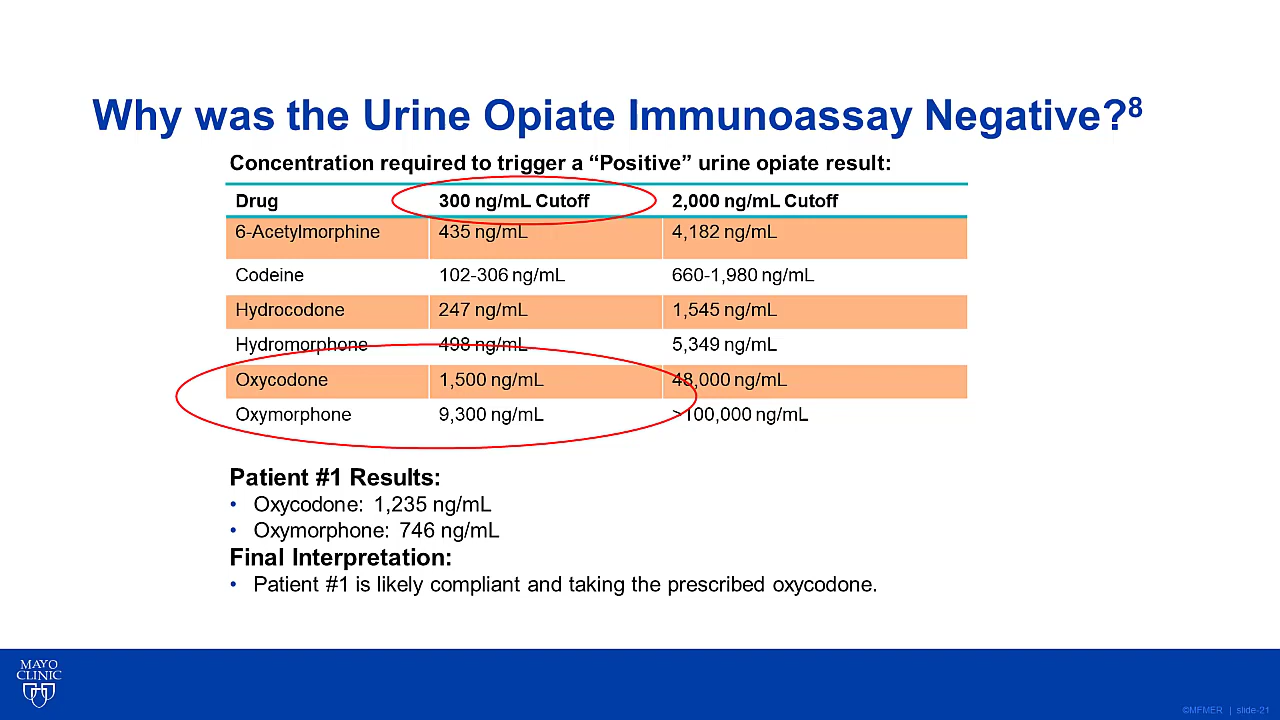 Why was the Urine Opiate Immunoassay Negative?8
Concentration required to trigger a “Positive” urine opiate result:
Drug 300 ng/mL Cutoff 2,000 ng/mL Cutoff
6-Acetylmorphine 435 ng/mL 4,182 ng/mL
Codeine 102-306 ng/mL 660-1,980 ng/mL
Hydrocodone 247 ng/mL 1,545 ng/mL
Hydromorphone 498 ng/mL 5,349 ng/mL
Oxycodone 1,500 ng/mL 48,000 ng/mL
Oxymorphone 9,300 ng/mL >100,000 ng/mL
Patient #1 Results:
• Oxycodone: 1,235 ng/mL
• Oxymorphone: 746 ng/mL
Final Interpretation:
• Patient #1 is likely compliant and taking the prescribed oxycodone.
MAYO
CLINIC
©MFMER | slide-21